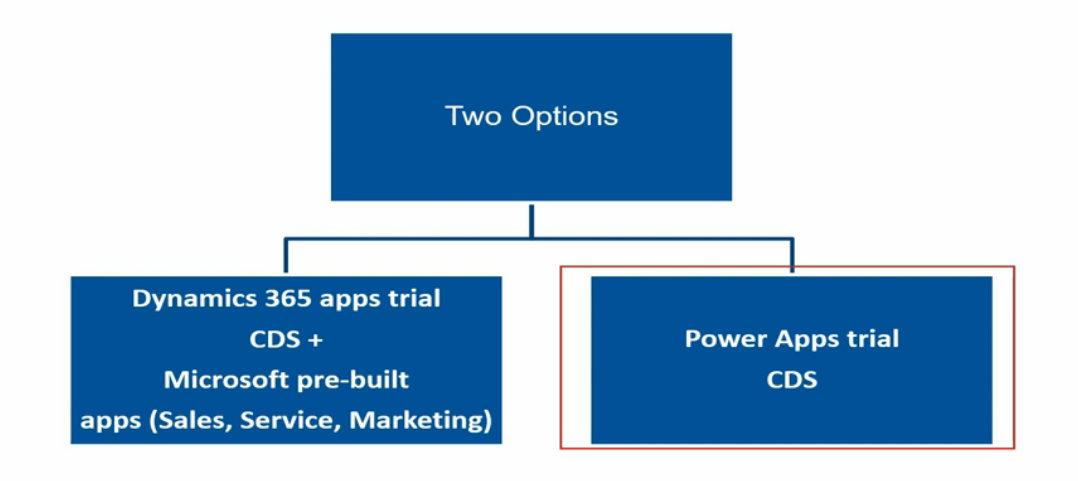 Two Options
Dynamics 365 apps trial
CDS +
Microsoft pre-built
apps (Sales, Service, Marketing)
Power Apps trial
CDS